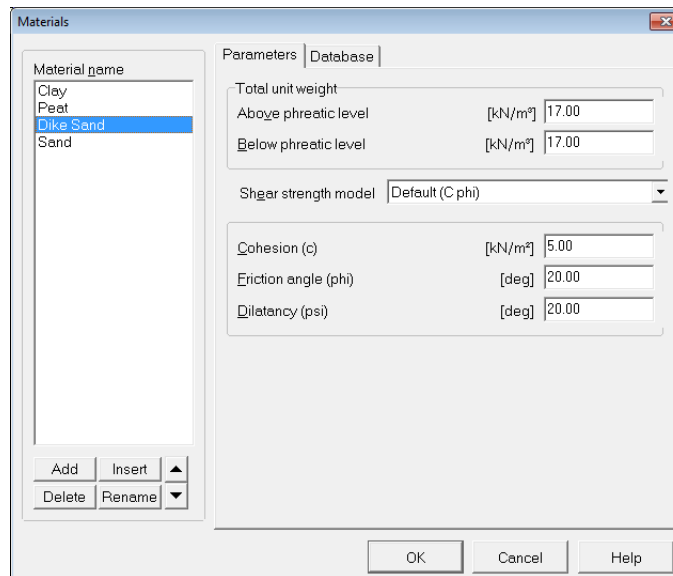 Materials
Material name
Clay
Peat
Dike Sand
Sand
Add
Insert
Delete
Rename
Parameters
Database
Total unit weight
Above phreatic level [kN/m³] 17.00
Below phreatic level [kN/m³] 17.00
Shear strength model Default (C phi)
Cohesion (c) [kN/m²] 5.00
Friction angle (phi) [deg] 20.00
Dilatancy (psi) [deg] 20.00
OK
Cancel
Help